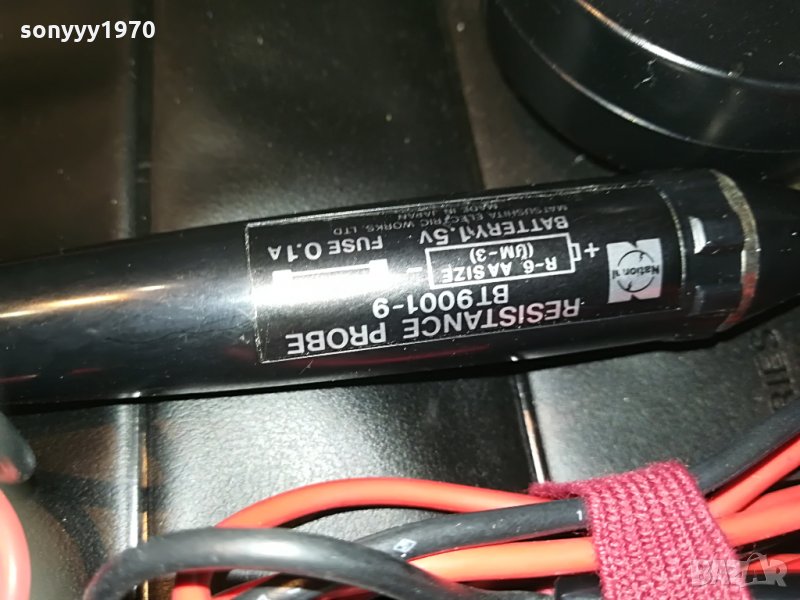 sonyyy1970
National
RESISTANCE PROBE
BT9001-9
R-6 AA SIZE
(UM-3)
+ -
BATTERY 1.5V
FUSE 0.1A
MATSUSHITA ELECTRIC WORKS, LTD.
MADE IN JAPAN
BAZAR